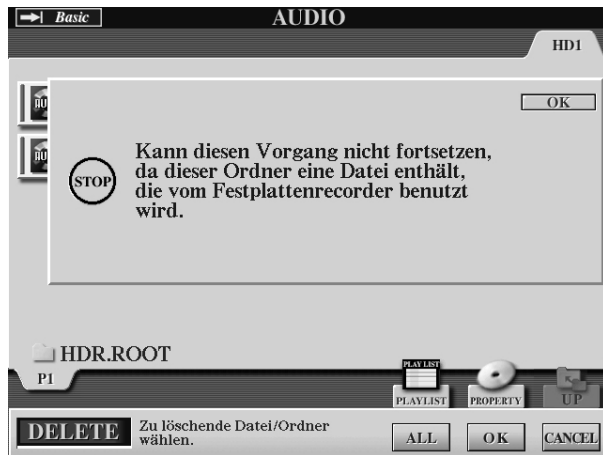 Basic
AUDIO
HD1
OK
STOP
Kann diesen Vorgang nicht fortsetzen,
da dieser Ordner eine Datei enthält,
die vom Festplattenrecorder benutzt
wird.
HDR.ROOT
P1
PLAY LIST
PLAYLIST
PROPERTY
UP
DELETE
Zu löschende Datei/Ordner
wählen.
ALL
OK
CANCEL